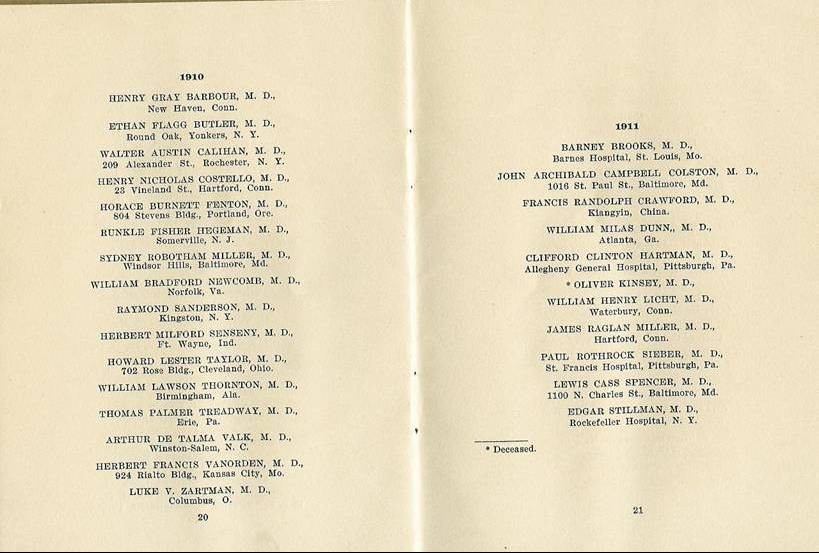 1910
HENRY GRAY BARBOUR, M. D.,
New Haven, Conn.
ETHAN FLAGG BUTLER, M. D.,
Round Oak, Yonkers, N. Y.
WALTER AUSTIN CALIHAN, M. D.,
209 Alexander St., Rochester, N. Y.
HENRY NICHOLAS COSTELLO, M. D.,
23 Vineland St., Hartford, Conn.
HORACE BURNETT FENTON, M. D.,
804 Stevens Bldg., Portland, Ore.
RUNKLE FISHER HEGEMAN, M. D.,
Somerville, N. J.
SYDNEY ROBOTHAM MILLER, M. D.,
Windsor Hills, Baltimore, Md.
WILLIAM BRADFORD NEWCOMB, M. D.,
Norfolk, Va.
RAYMOND SANDERSON, M. D.,
Kingston, N. Y.
HERBERT MILFORD SENSENY, M. D.,
Ft. Wayne, Ind.
HOWARD LESTER TAYLOR, M. D.,
702 Rose Bldg., Cleveland, Ohio.
WILLIAM LAWSON THORNTON, M. D.,
Birmingham, Ala.
THOMAS PALMER TREADWAY, M. D.,
Erie, Pa.
ARTHUR DE TALMA VALK, M. D.,
Winston-Salem, N. C.
HERBERT FRANCIS VANORDEN, M. D.,
924 Rialto Bldg., Kansas City, Mo.
LUKE V. ZARTMAN, M. D.,
Columbus, O.
20
1911
BARNEY BROOKS, M. D.,
Barnes Hospital, St. Louis, Mo.
JOHN ARCHIBALD CAMPBELL COLSTON, M. D.,
1016 St. Paul St., Baltimore, Md.
FRANCIS RANDOLPH CRAWFORD, M. D.,
Kiangyin, China.
WILLIAM MILAS DUNN,, M. D.,
Atlanta, Ga.
CLIFFORD CLINTON HARTMAN, M. D.,
Allegheny General Hospital, Pittsburgh, Pa.
* OLIVER KINSEY, M. D.,
WILLIAM HENRY LICHT, M. D.,
Waterbury, Conn.
JAMES RAGLAN MILLER, M. D.,
Hartford, Conn.
PAUL ROTHROCK SIEBER, M. D.,
St. Francis Hospital, Pittsburgh, Pa.
LEWIS CASS SPENCER, M. D.,
1100 N. Charles St., Baltimore, Md.
EDGAR STILLMAN, M. D.,
Rockefeller Hospital, N. Y.
* Deceased.
21